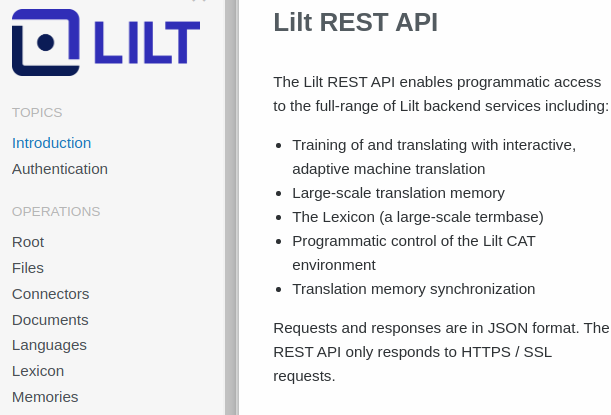 LILT
TOPICS
Introduction
Authentication
OPERATIONS
Root
Files
Connectors
Documents
Languages
Lexicon
Memories
Lilt REST API
The Lilt REST API enables programmatic access
to the full-range of Lilt backend services including:
• Training of and translating with interactive,
adaptive machine translation
• Large-scale translation memory
• The Lexicon (a large-scale termbase)
• Programmatic control of the Lilt CAT
environment
• Translation memory synchronization
Requests and responses are in JSON format. The
REST API only responds to HTTPS / SSL
requests.